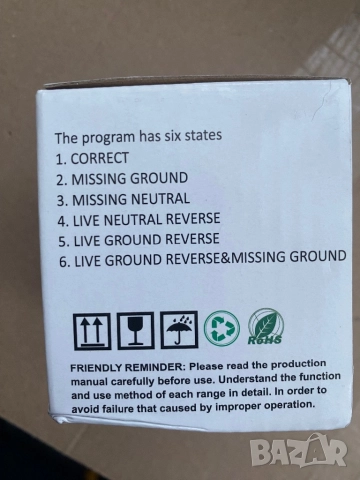 The program has six states
1. CORRECT
2. MISSING GROUND
3. MISSING NEUTRAL
4. LIVE NEUTRAL REVERSE
5. LIVE GROUND REVERSE
6. LIVE GROUND REVERSE&MISSING GROUND
RoHS
FRIENDLY REMINDER: Please read the production
manual carefully before use. Understand the function
and use method of each range in detail. In order to
avoid failure that caused by improper operation.
BAZAR
bg